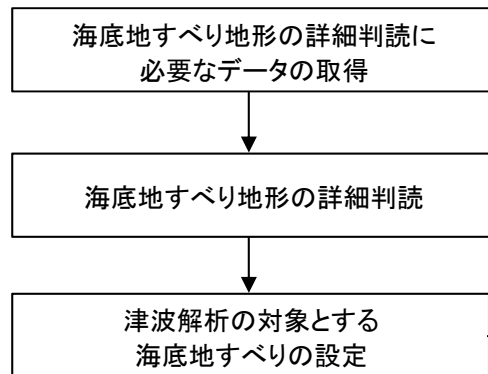 海底地すべり地形の詳細判読に
必要なデータの取得
海底地すべり地形の詳細判読
津波解析の対象とする
海底地すべりの設定